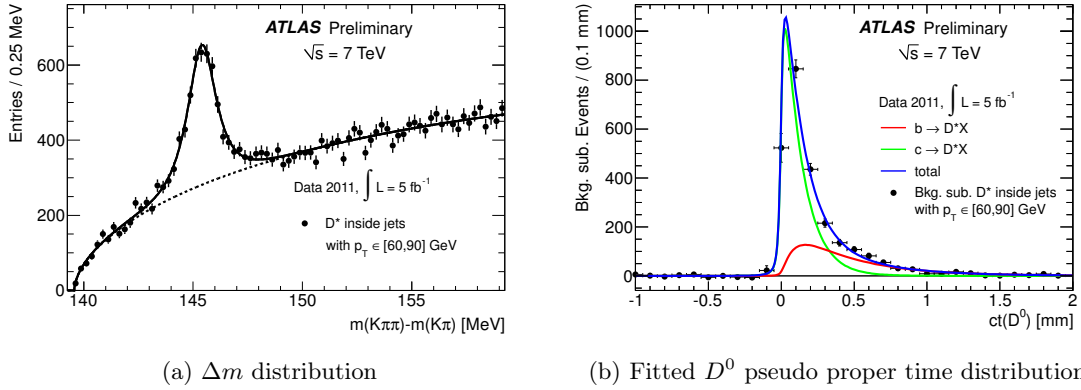 ATLAS Preliminary
√s = 7 TeV
Entries / 0.25 MeV
600
400
200
0
Data 2011, ∫ L = 5 fb⁻¹
D* inside jets
with p_T ∈ [60,90] GeV
140 145 150 155
m(Kππ)-m(Kπ) [MeV]
(a) Δm distribution
ATLAS Preliminary
√s = 7 TeV
Bkg. sub. Events / (0.1 mm)
1000
800
600
400
200
0
Data 2011, ∫ L = 5 fb⁻¹
b → D*X
c → D*X
total
Bkg. sub. D* inside jets
with p_T ∈ [60,90] GeV
-1 -0.5 0 0.5 1 1.5 2
ct(D⁰) [mm]
(b) Fitted D⁰ pseudo proper time distribution